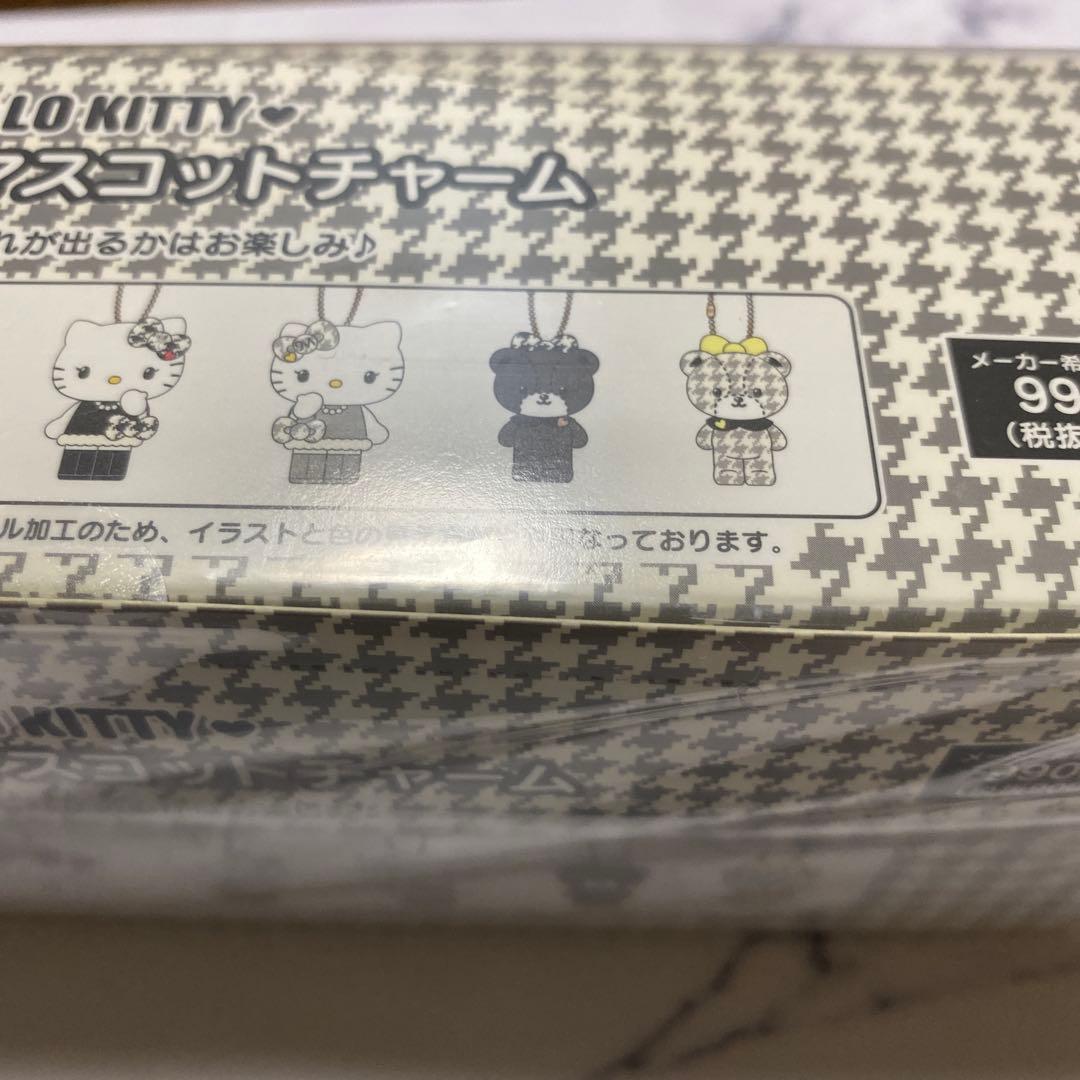 LO KITTY❤
マスコットチャーム
れが出るかはお楽しみ♪
メーカー希
99
(税抜
ル加工のため、イラストと色の
なっております。
KITTY❤
スコットチャーム
990